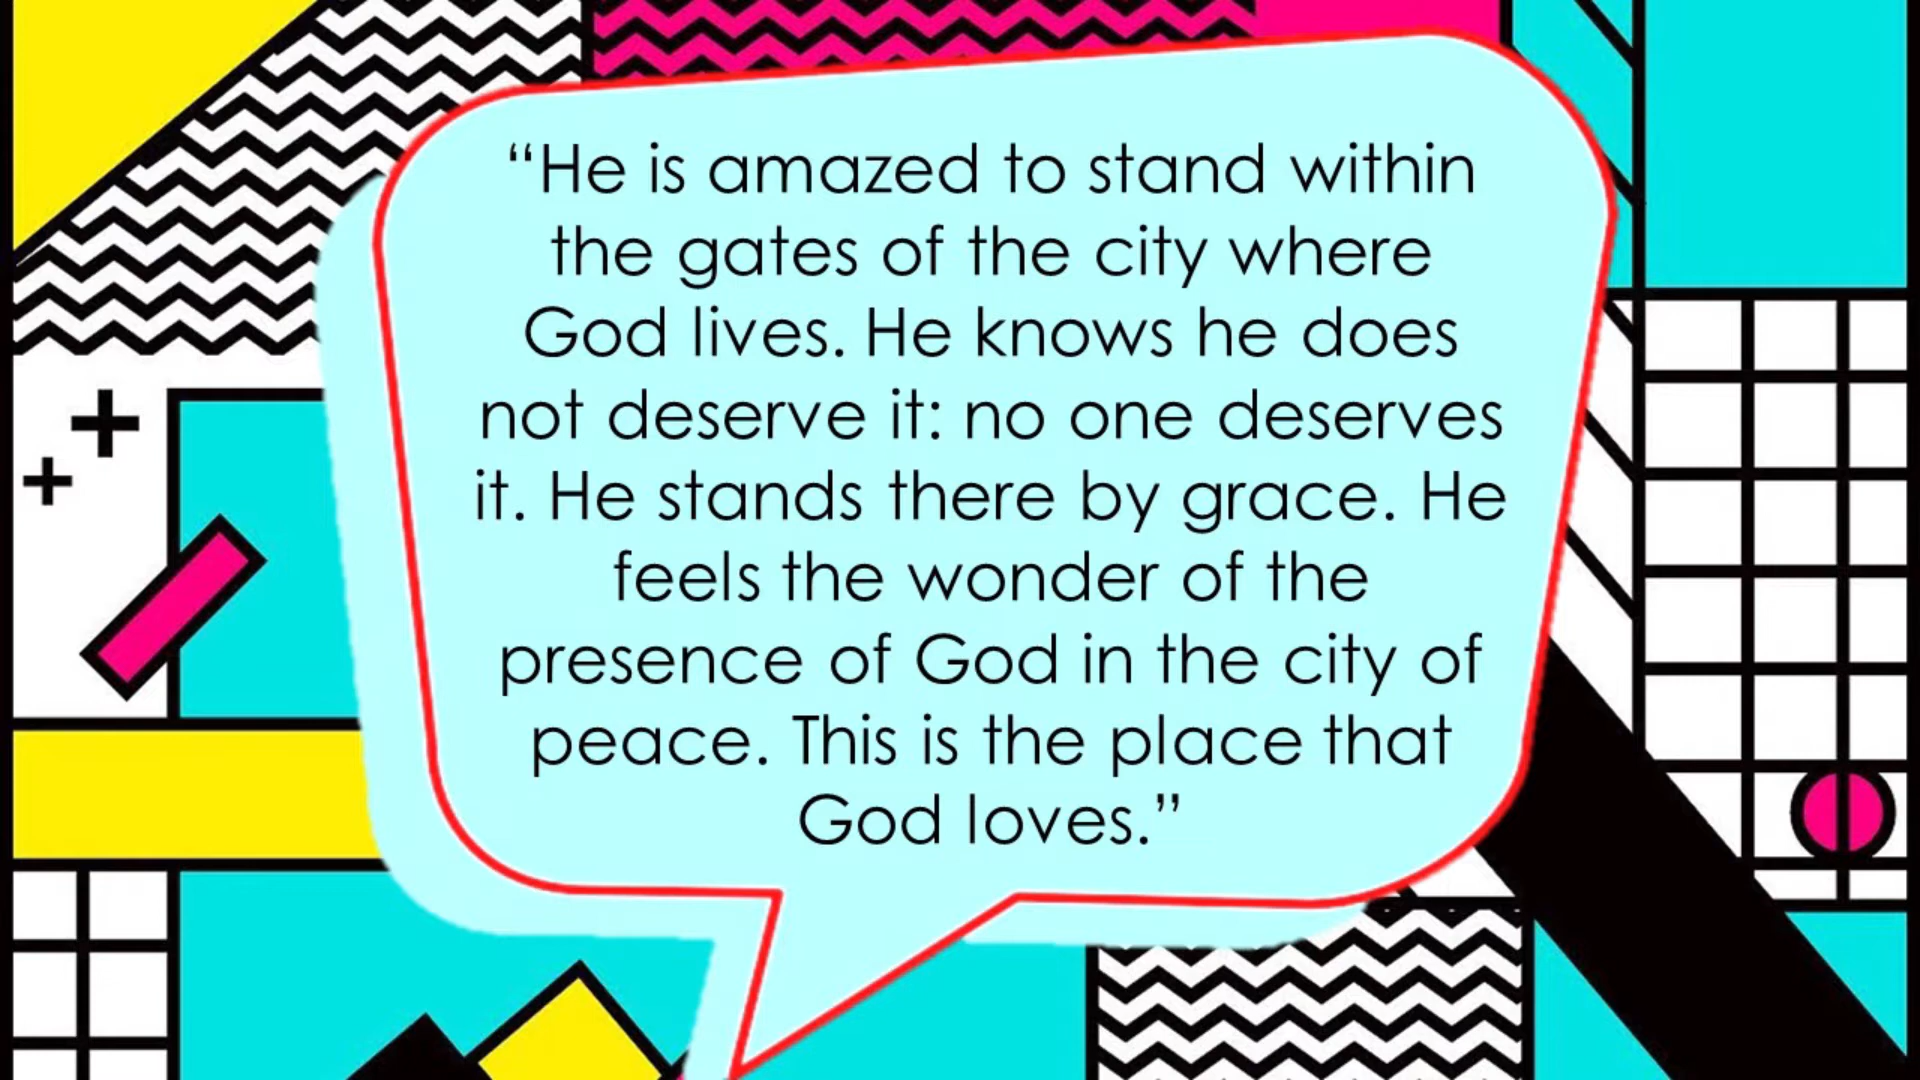 “He is amazed to stand within
the gates of the city where
God lives. He knows he does
not deserve it: no one deserves
it. He stands there by grace. He
feels the wonder of the
presence of God in the city of
peace. This is the place that
God loves.”